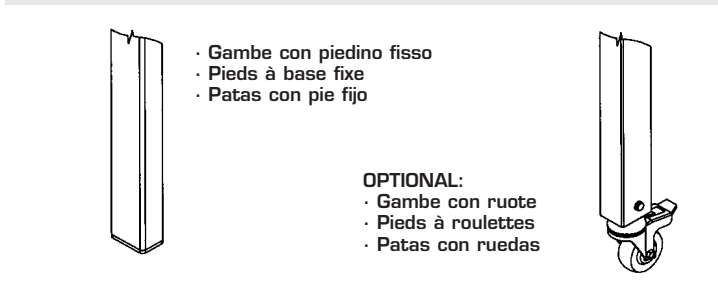 · Gambe con piedino fisso
· Pieds à base fixe
· Patas con pie fijo
OPTIONAL:
· Gambe con ruote
· Pieds à roulettes
· Patas con ruedas